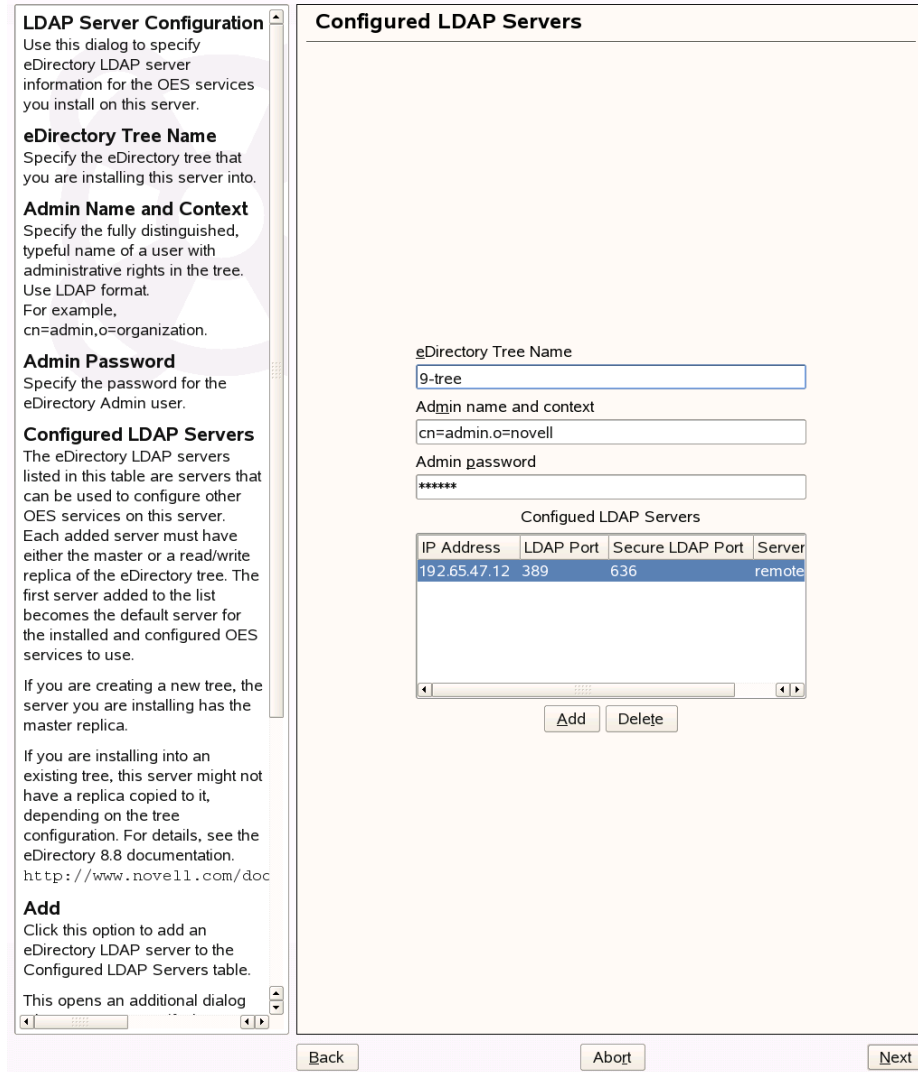 LDAP Server Configuration
Use this dialog to specify
eDirectory LDAP server
information for the OES services
you install on this server.
eDirectory Tree Name
Specify the eDirectory tree that
you are installing this server into.
Admin Name and Context
Specify the fully distinguished,
typeful name of a user with
administrative rights in the tree.
Use LDAP format.
For example,
cn=admin,o=organization.
Admin Password
Specify the password for the
eDirectory Admin user.
Configured LDAP Servers
The eDirectory LDAP servers
listed in this table are servers that
can be used to configure other
OES services on this server.
Each added server must have
either the master or a read/write
replica of the eDirectory tree. The
first server added to the list
becomes the default server for
the installed and configured OES
services to use.
If you are creating a new tree, the
server you are installing has the
master replica.
If you are installing into an
existing tree, this server might not
have a replica copied to it,
depending on the tree
configuration. For details, see the
eDirectory 8.8 documentation.
http://www.novell.com/doc
Add
Click this option to add an
eDirectory LDAP server to the
Configured LDAP Servers table.
This opens an additional dialog
Configured LDAP Servers
eDirectory Tree Name
9-tree
Admin name and context
cn=admin.o=novell
Admin password
******
Configued LDAP Servers
IP Address LDAP Port Secure LDAP Port Server
192.65.47.12 389 636 remote
Add Delete
Back Abort Next